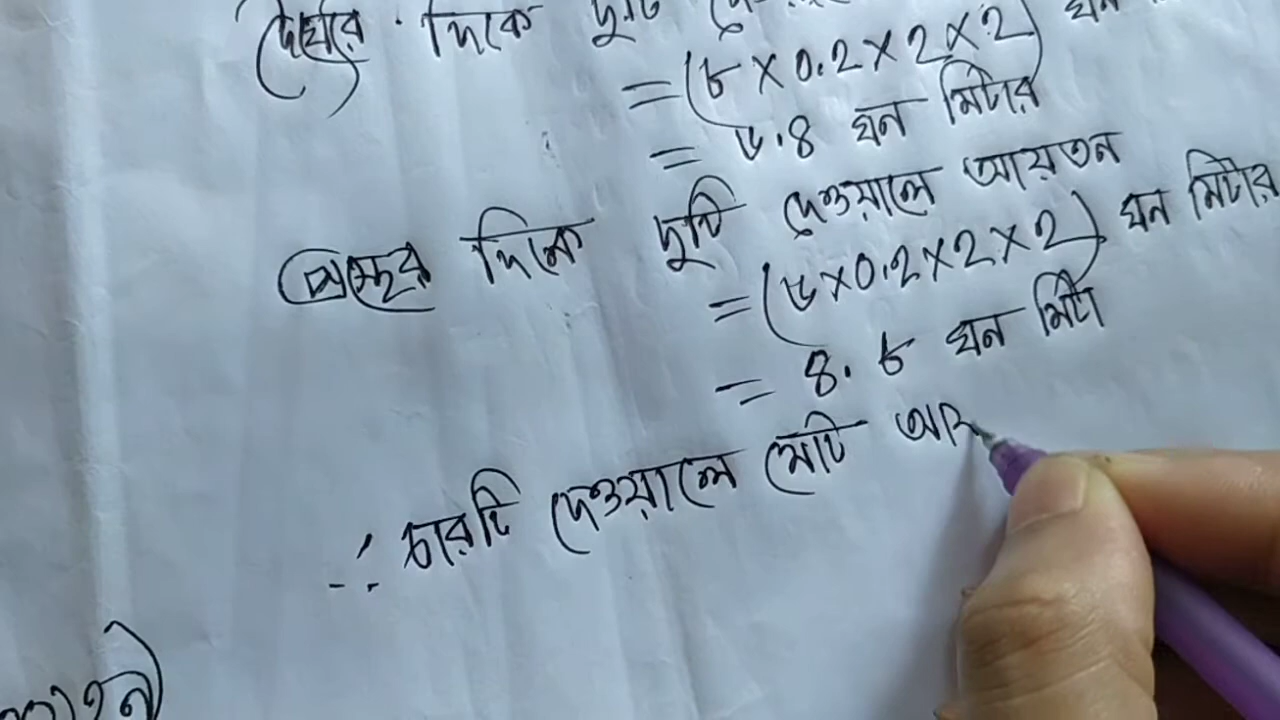 দৈর্ঘ্যের দিকে দুটি
= (৮ × 0.2 × 2 × 2) ঘন
= ৬.৪ ঘন মিটার
প্রস্থের দিকে দুটি দেওয়ালে আয়তন
= (৬ × 0.2 × 2 × 2) ঘন মিটার
= ৪.৮ ঘন মিটা
∴ চারটি দেওয়ালে মোট আয়